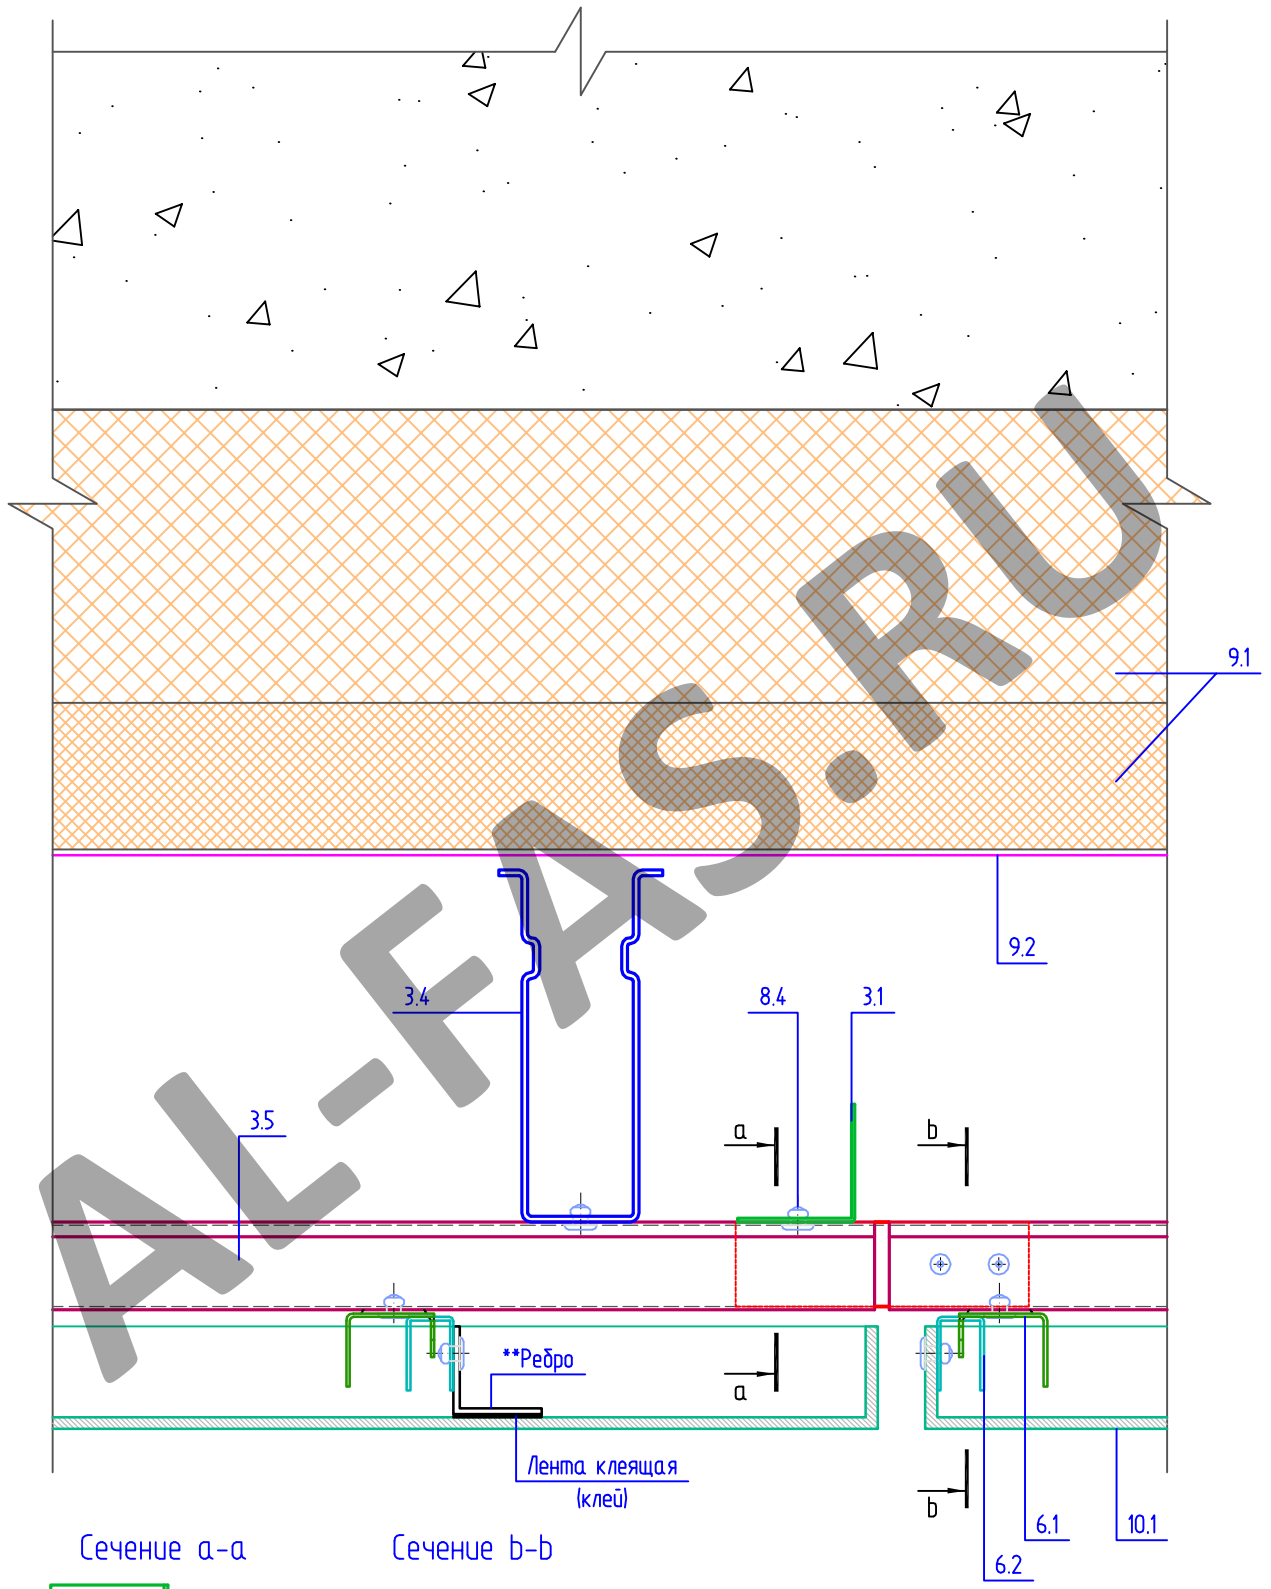 9.1
9.2
3.4
8.4
3.1
3.5
a
b
**Ребро
a
Лента клеящая
(клей)
b
6.1
10.1
6.2
Сечение a-a
Сечение b-b
AL-FAS.RU